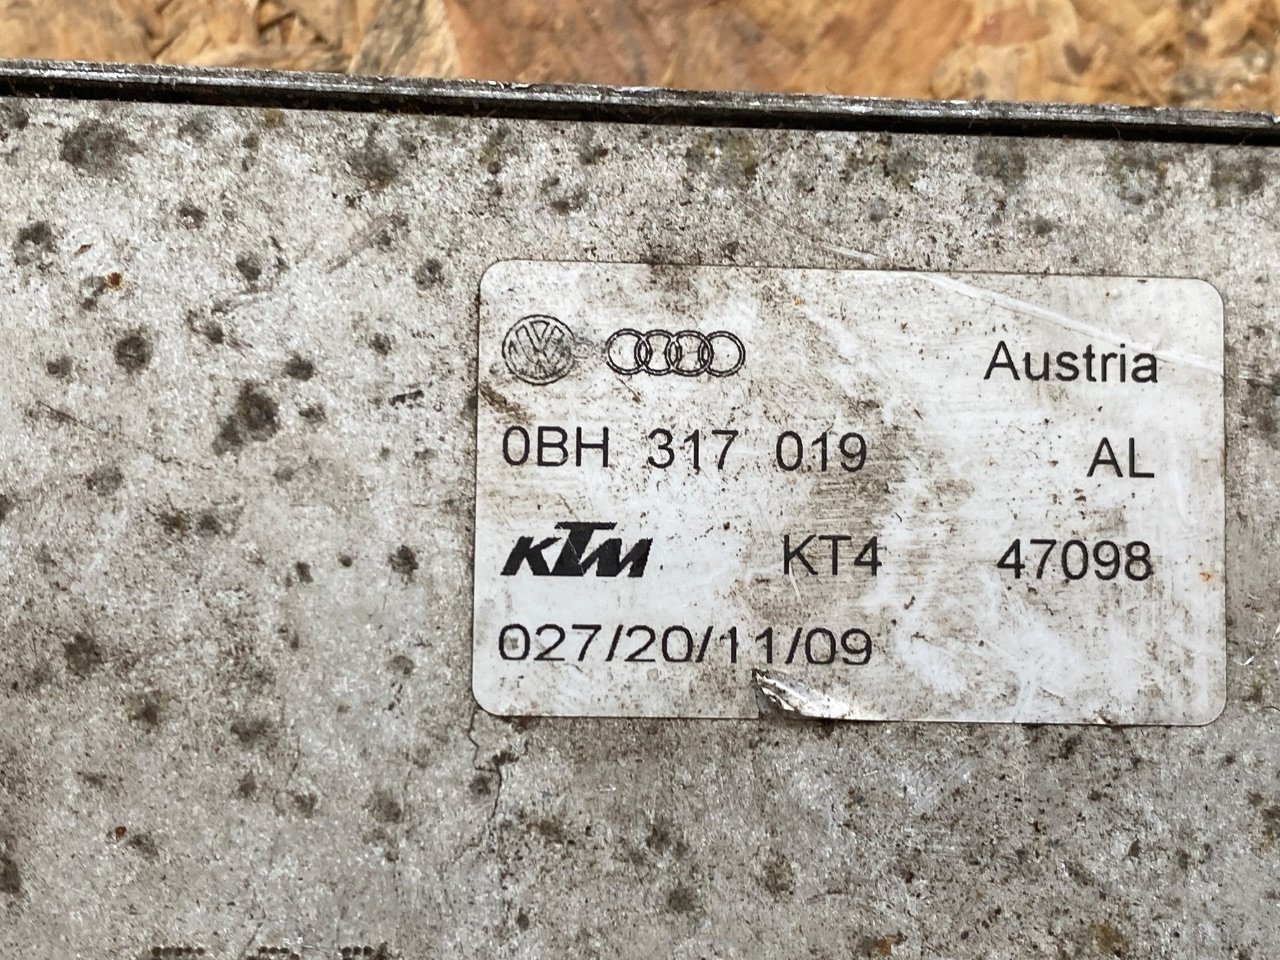 Austria
0BH 317 019 AL
KTM KT4 47098
027/20/11/09